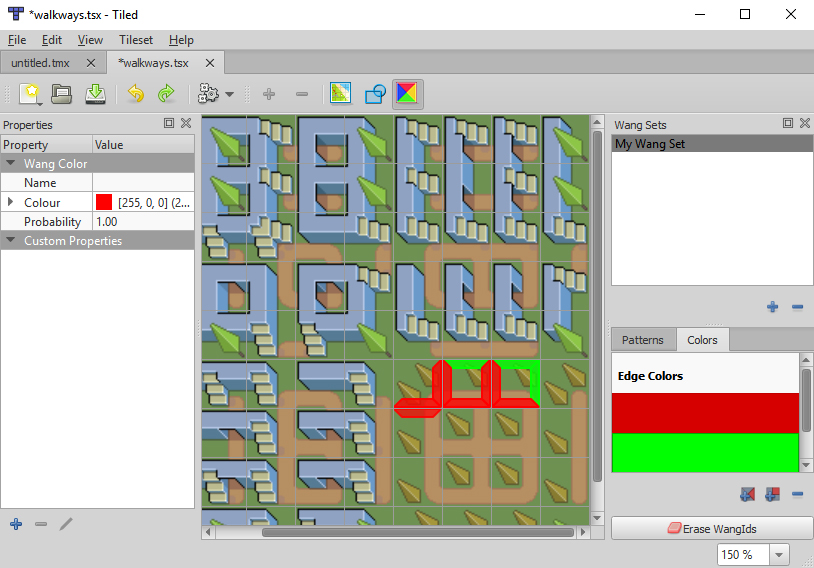 *walkways.tsx - Tiled
File Edit View Tileset Help
untitled.tmx *walkways.tsx
Properties
Property Value
Wang Color
Name
Colour [255, 0, 0] (2...
Probability 1.00
Custom Properties
Wang Sets
My Wang Set
Patterns Colors
Edge Colors
Erase WangIds
150 %